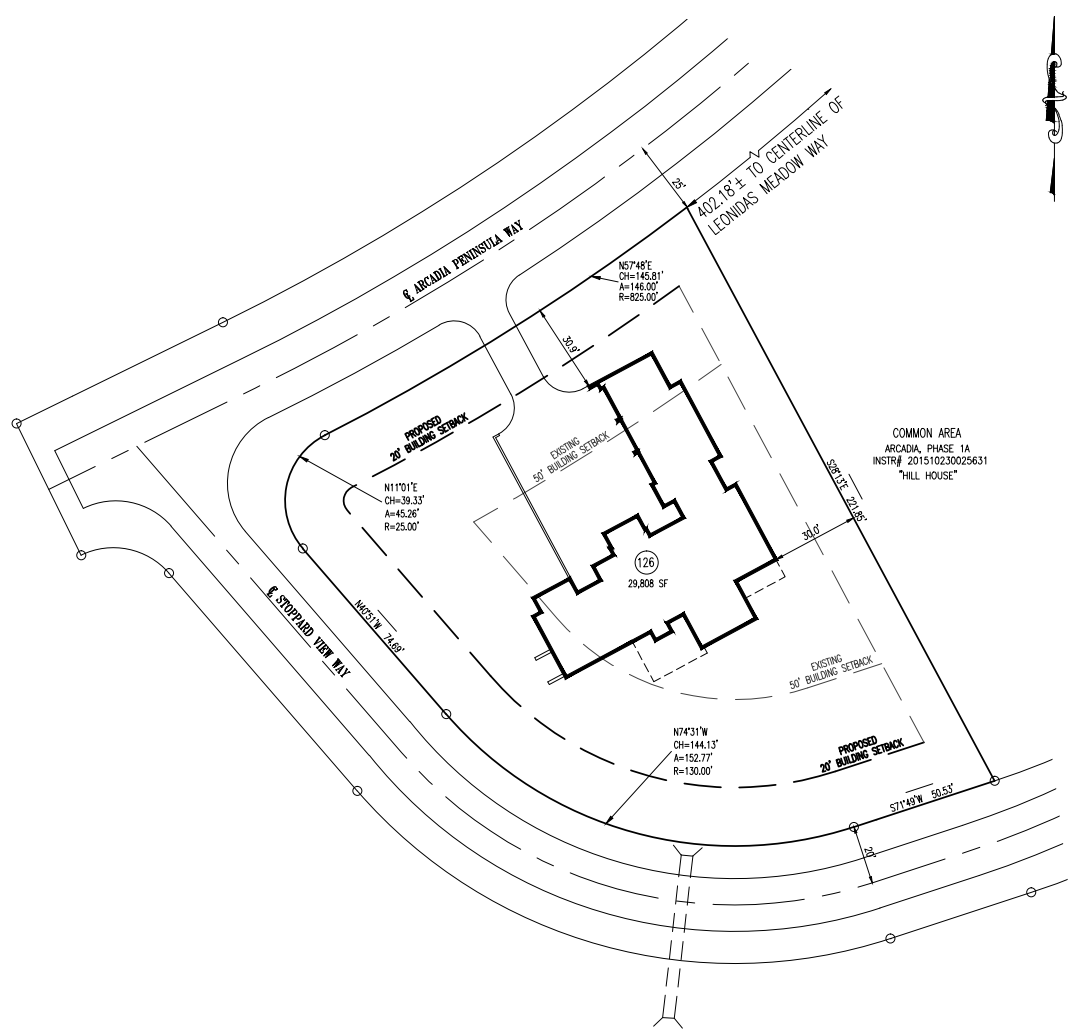 402.18'± TO CENTERLINE OF
LEONIDAS MEADOW WAY
25'
℄ ARCADIA PENINSULA WAY
N57°48'E
CH=145.81'
A=146.00'
R=825.00'
30.9'
PROPOSED
20' BUILDING SETBACK
EXISTING
50' BUILDING SETBACK
COMMON AREA
ARCADIA, PHASE 1A
INSTR# 201510230025631
"HILL HOUSE"
S28°13'E 221.85'
N11°01'E
CH=39.33'
A=45.26'
R=25.00'
30.0'
126
29,808 SF
℄ STOPPARD VIEW WAY
N40°51'W 74.69'
EXISTING
50' BUILDING SETBACK
N74°31'W
CH=144.13'
A=152.77'
R=130.00'
PROPOSED
20' BUILDING SETBACK
S71°49'W 50.53'
20'